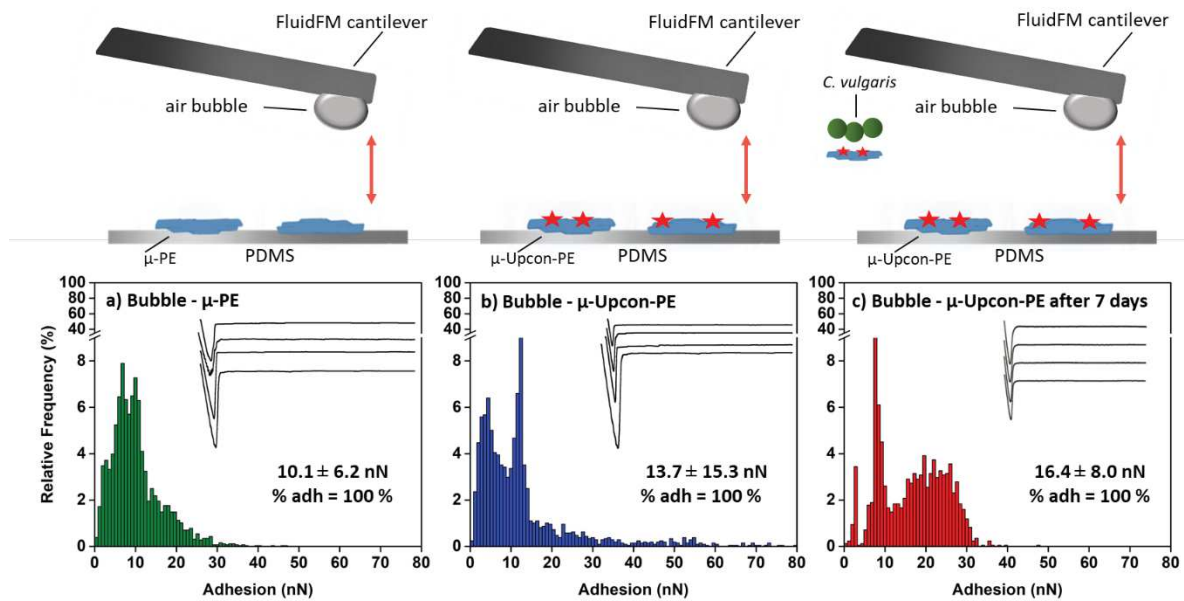 FluidFM cantilever
air bubble
μ-PE
PDMS
FluidFM cantilever
air bubble
μ-Upcon-PE
PDMS
FluidFM cantilever
C. vulgaris
air bubble
μ-Upcon-PE
PDMS
Relative Frequency (%)
100
80
60
40
8
6
4
2
0
a) Bubble - μ-PE
10.1 ± 6.2 nN
% adh = 100 %
0 10 20 30 40 50 60 70 80
Adhesion (nN)
100
80
60
40
8
6
4
2
0
b) Bubble - μ-Upcon-PE
13.7 ± 15.3 nN
% adh = 100 %
0 10 20 30 40 50 60 70 80
Adhesion (nN)
100
80
60
40
8
6
4
2
0
c) Bubble - μ-Upcon-PE after 7 days
16.4 ± 8.0 nN
% adh = 100 %
0 10 20 30 40 50 60 70 80
Adhesion (nN)